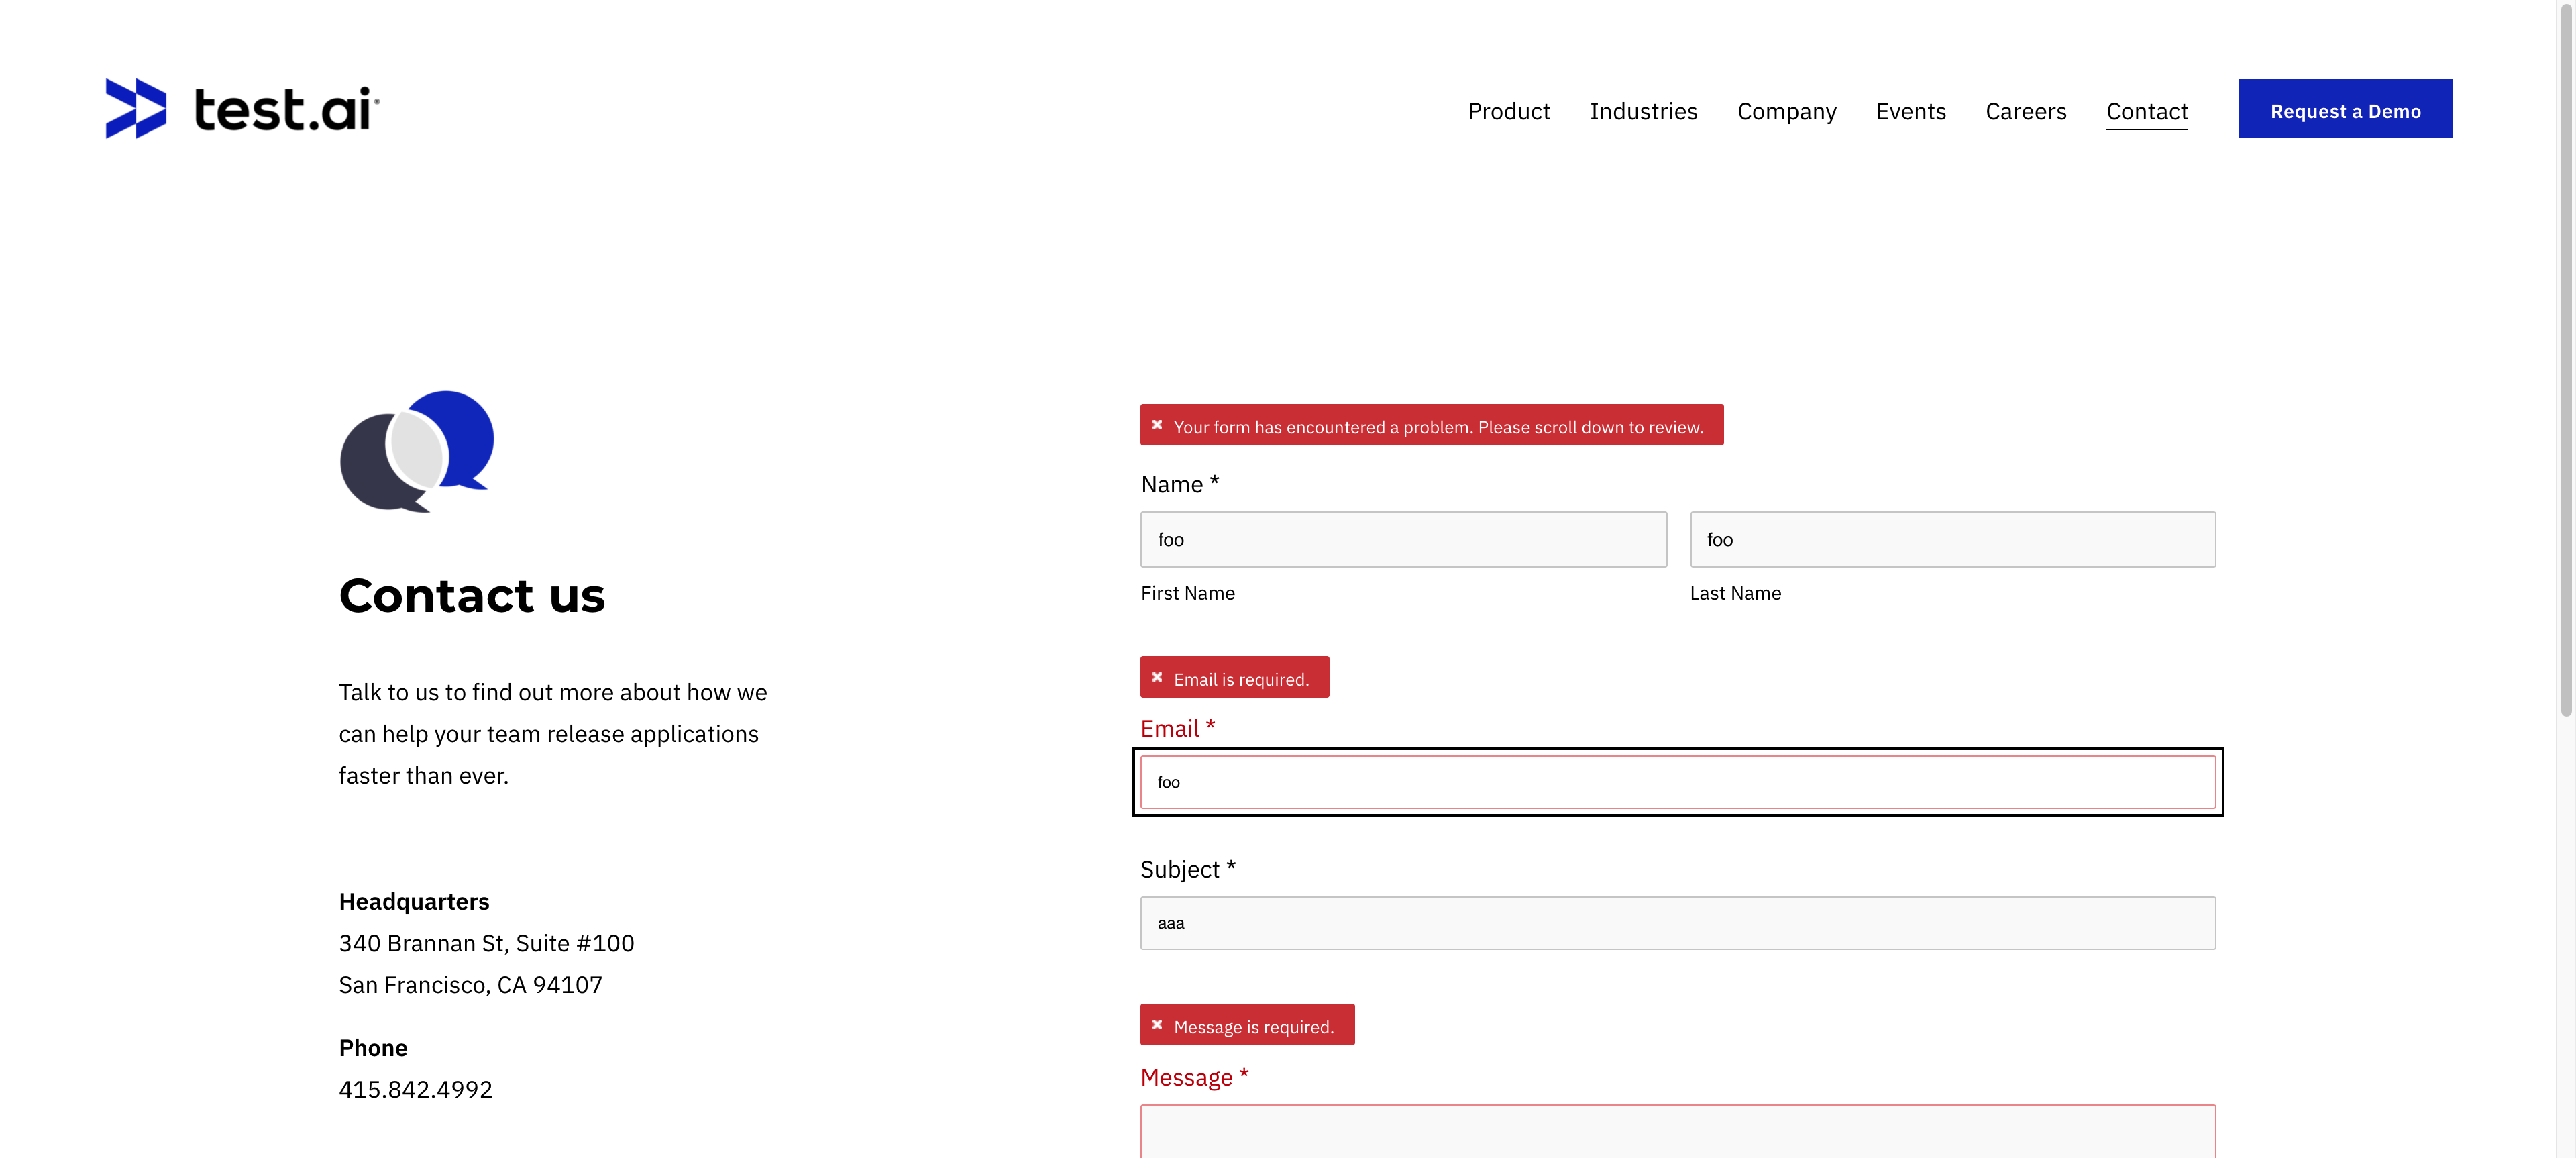 test.ai
Product Industries Company Events Careers Contact Request a Demo
Your form has encountered a problem. Please scroll down to review.
Name *
foo foo
First Name Last Name
Contact us
Email is required.
Talk to us to find out more about how we
can help your team release applications
faster than ever.
Email *
foo
Subject *
aaa
Headquarters
340 Brannan St, Suite #100
San Francisco, CA 94107
Message is required.
Phone
415.842.4992
Message *